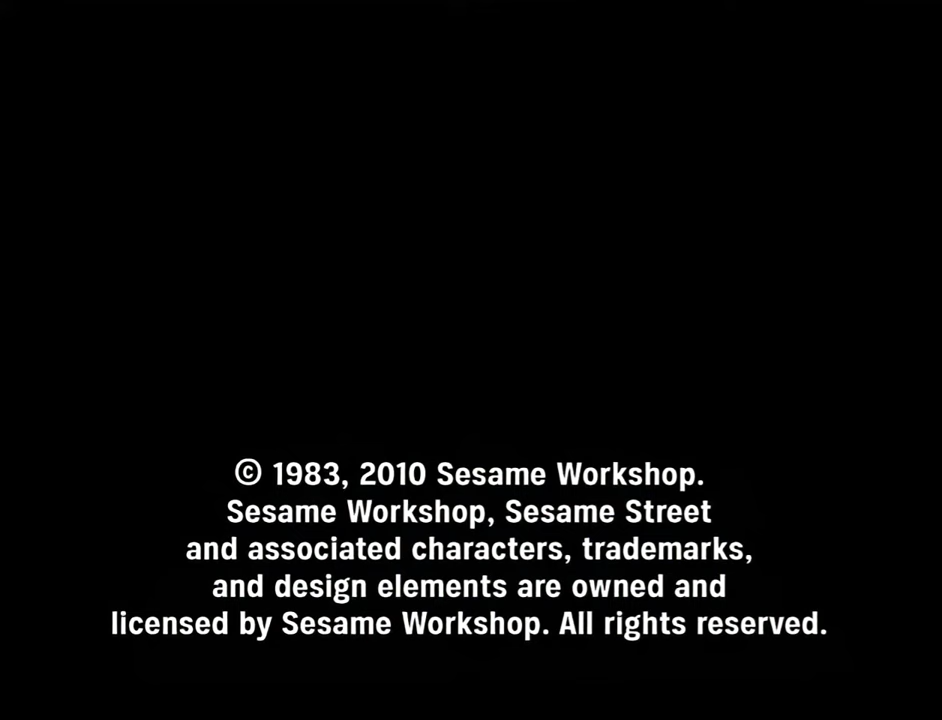 © 1983, 2010 Sesame Workshop.
Sesame Workshop, Sesame Street
and associated characters, trademarks,
and design elements are owned and
licensed by Sesame Workshop. All rights reserved.